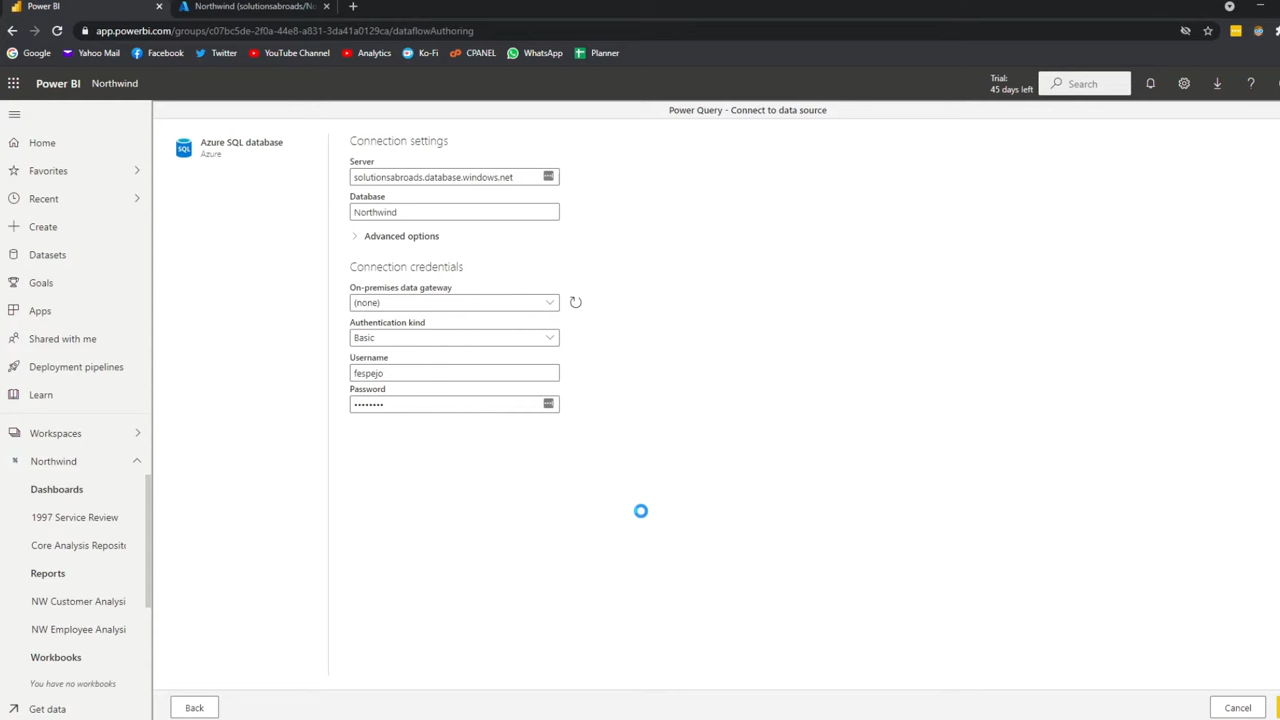 Power BI
Northwind (solutionsabroads/No
app.powerbi.com/groups/c07bc5de-2f0a-44e8-a831-3da41a0129ca/dataflowAuthoring
Google Yahoo Mail Facebook Twitter YouTube Channel Analytics Ko-Fi CPANEL WhatsApp Planner
Power BI Northwind
Trial:
45 days left
Search
Power Query - Connect to data source
Home
Favorites
Recent
Create
Datasets
Goals
Apps
Shared with me
Deployment pipelines
Learn
Workspaces
Northwind
Dashboards
1997 Service Review
Core Analysis Reposito
Reports
NW Customer Analysi
NW Employee Analysi
Workbooks
You have no workbooks
Get data
SQL
Azure SQL database
Azure
Connection settings
Server
solutionsabroads.database.windows.net
Database
Northwind
Advanced options
Connection credentials
On-premises data gateway
(none)
Authentication kind
Basic
Username
fespejo
Password
••••••••
Back
Cancel